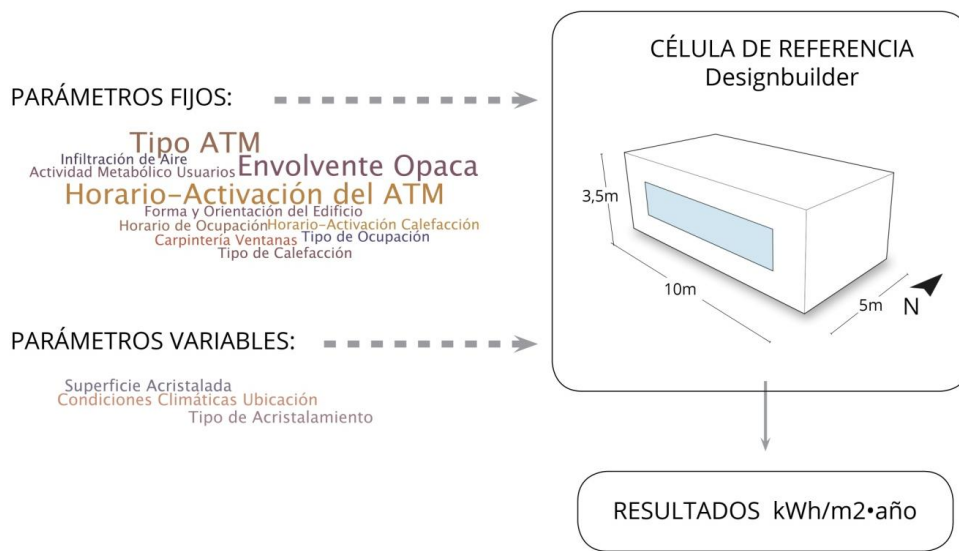 PARÁMETROS FIJOS:
Tipo ATM
Infiltración de Aire
Actividad Metabólico Usuarios
Envolvente Opaca
Horario-Activación del ATM
Forma y Orientación del Edificio
Horario de Ocupación
Horario-Activación Calefacción
Carpintería Ventanas
Tipo de Ocupación
Tipo de Calefacción
PARÁMETROS VARIABLES:
Superficie Acristalada
Condiciones Climáticas Ubicación
Tipo de Acristalamiento
CÉLULA DE REFERENCIA
Designbuilder
3,5m
10m
5m
N
RESULTADOS kWh/m2•año